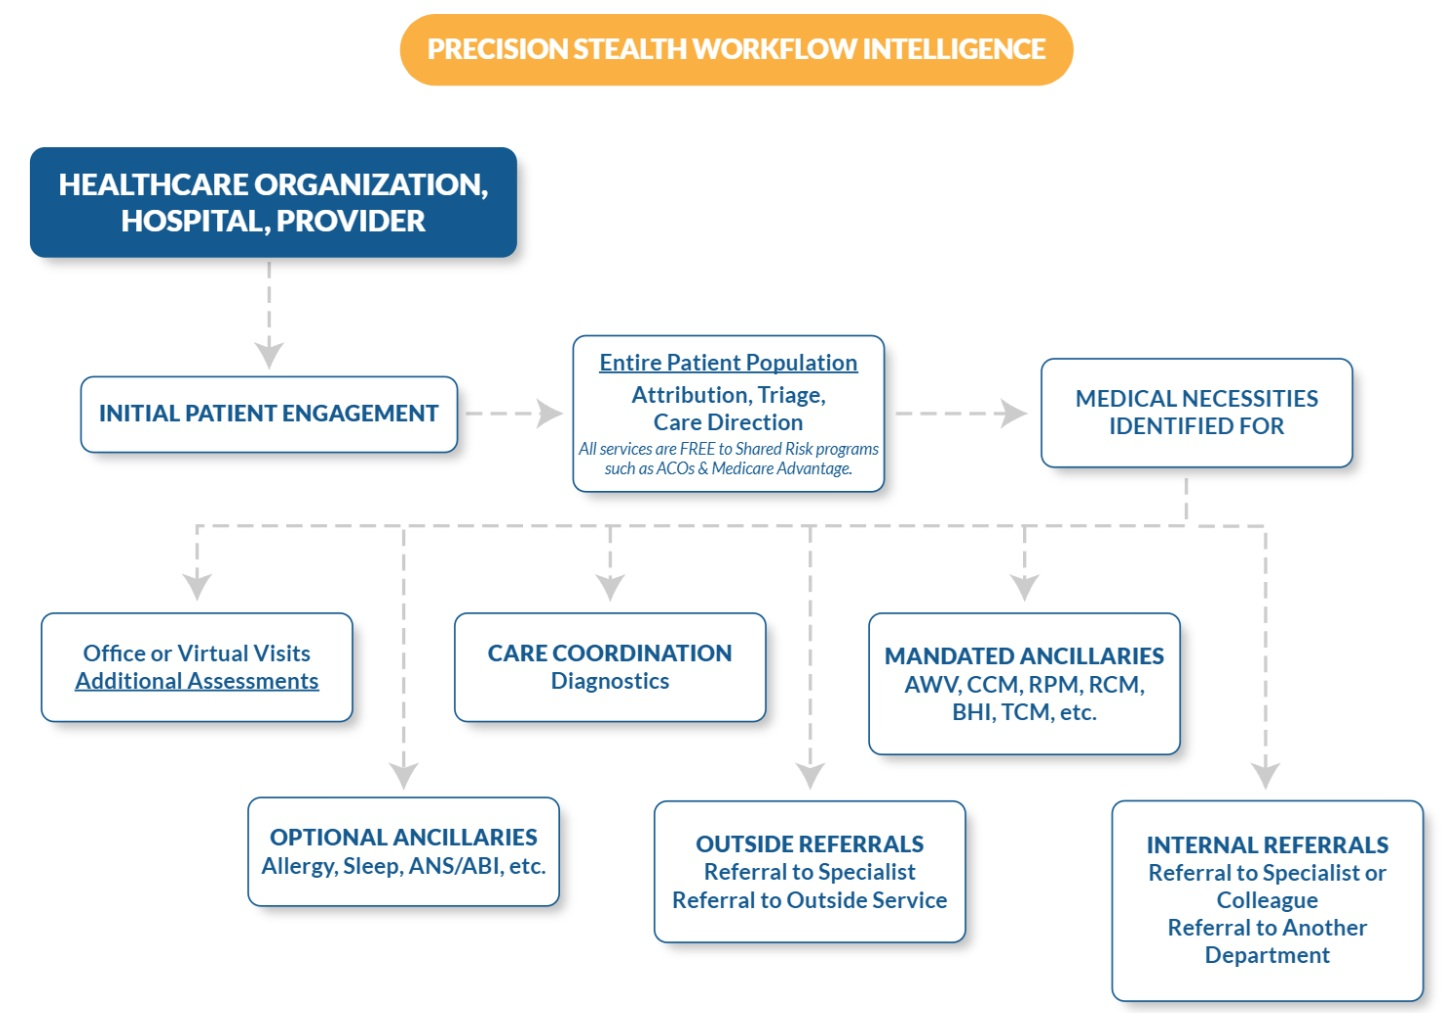 PRECISION STEALTH WORKFLOW INTELLIGENCE
HEALTHCARE ORGANIZATION,
HOSPITAL, PROVIDER
INITIAL PATIENT ENGAGEMENT
Entire Patient Population
Attribution, Triage,
Care Direction
All services are FREE to Shared Risk programs
such as ACOs & Medicare Advantage.
MEDICAL NECESSITIES
IDENTIFIED FOR
Office or Virtual Visits
Additional Assessments
CARE COORDINATION
Diagnostics
MANDATED ANCILLARIES
AWV, CCM, RPM, RCM,
BHI, TCM, etc.
OPTIONAL ANCILLARIES
Allergy, Sleep, ANS/ABI, etc.
OUTSIDE REFERRALS
Referral to Specialist
Referral to Outside Service
INTERNAL REFERRALS
Referral to Specialist or
Colleague
Referral to Another
Department